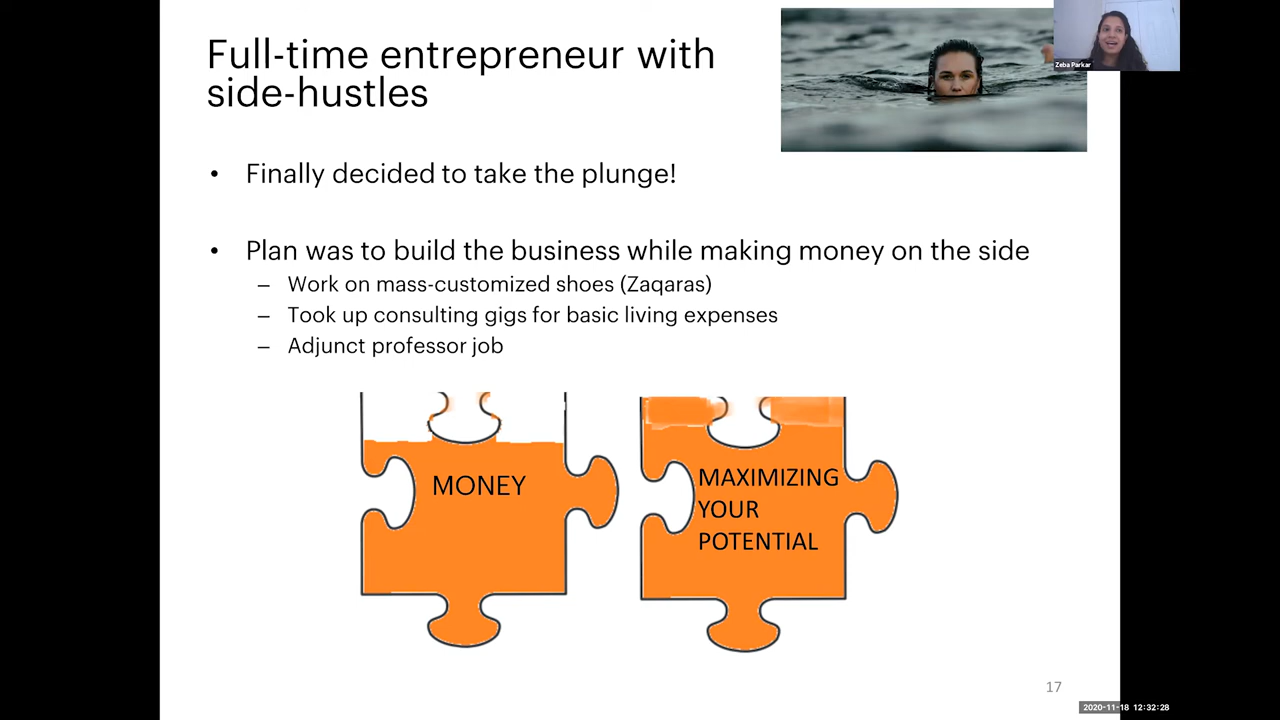 Full-time entrepreneur with
side-hustles
Zeba Parkar
• Finally decided to take the plunge!
• Plan was to build the business while making money on the side
– Work on mass-customized shoes (Zaqaras)
– Took up consulting gigs for basic living expenses
– Adjunct professor job
MONEY
MAXIMIZING
YOUR
POTENTIAL
17
2020-11-18 12:32:28